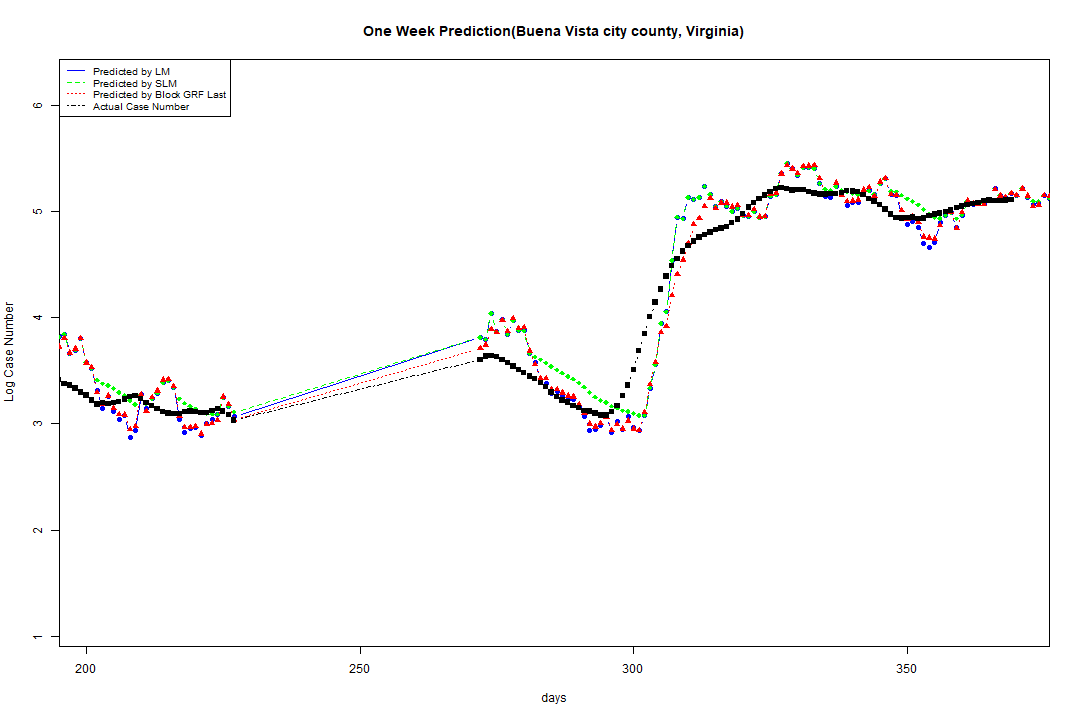 One Week Prediction(Buena Vista city county, Virginia)
Predicted by LM
Predicted by SLM
Predicted by Block GRF Last
Actual Case Number
6
5
4
3
2
1
Log Case Number
200 250 300 350
days